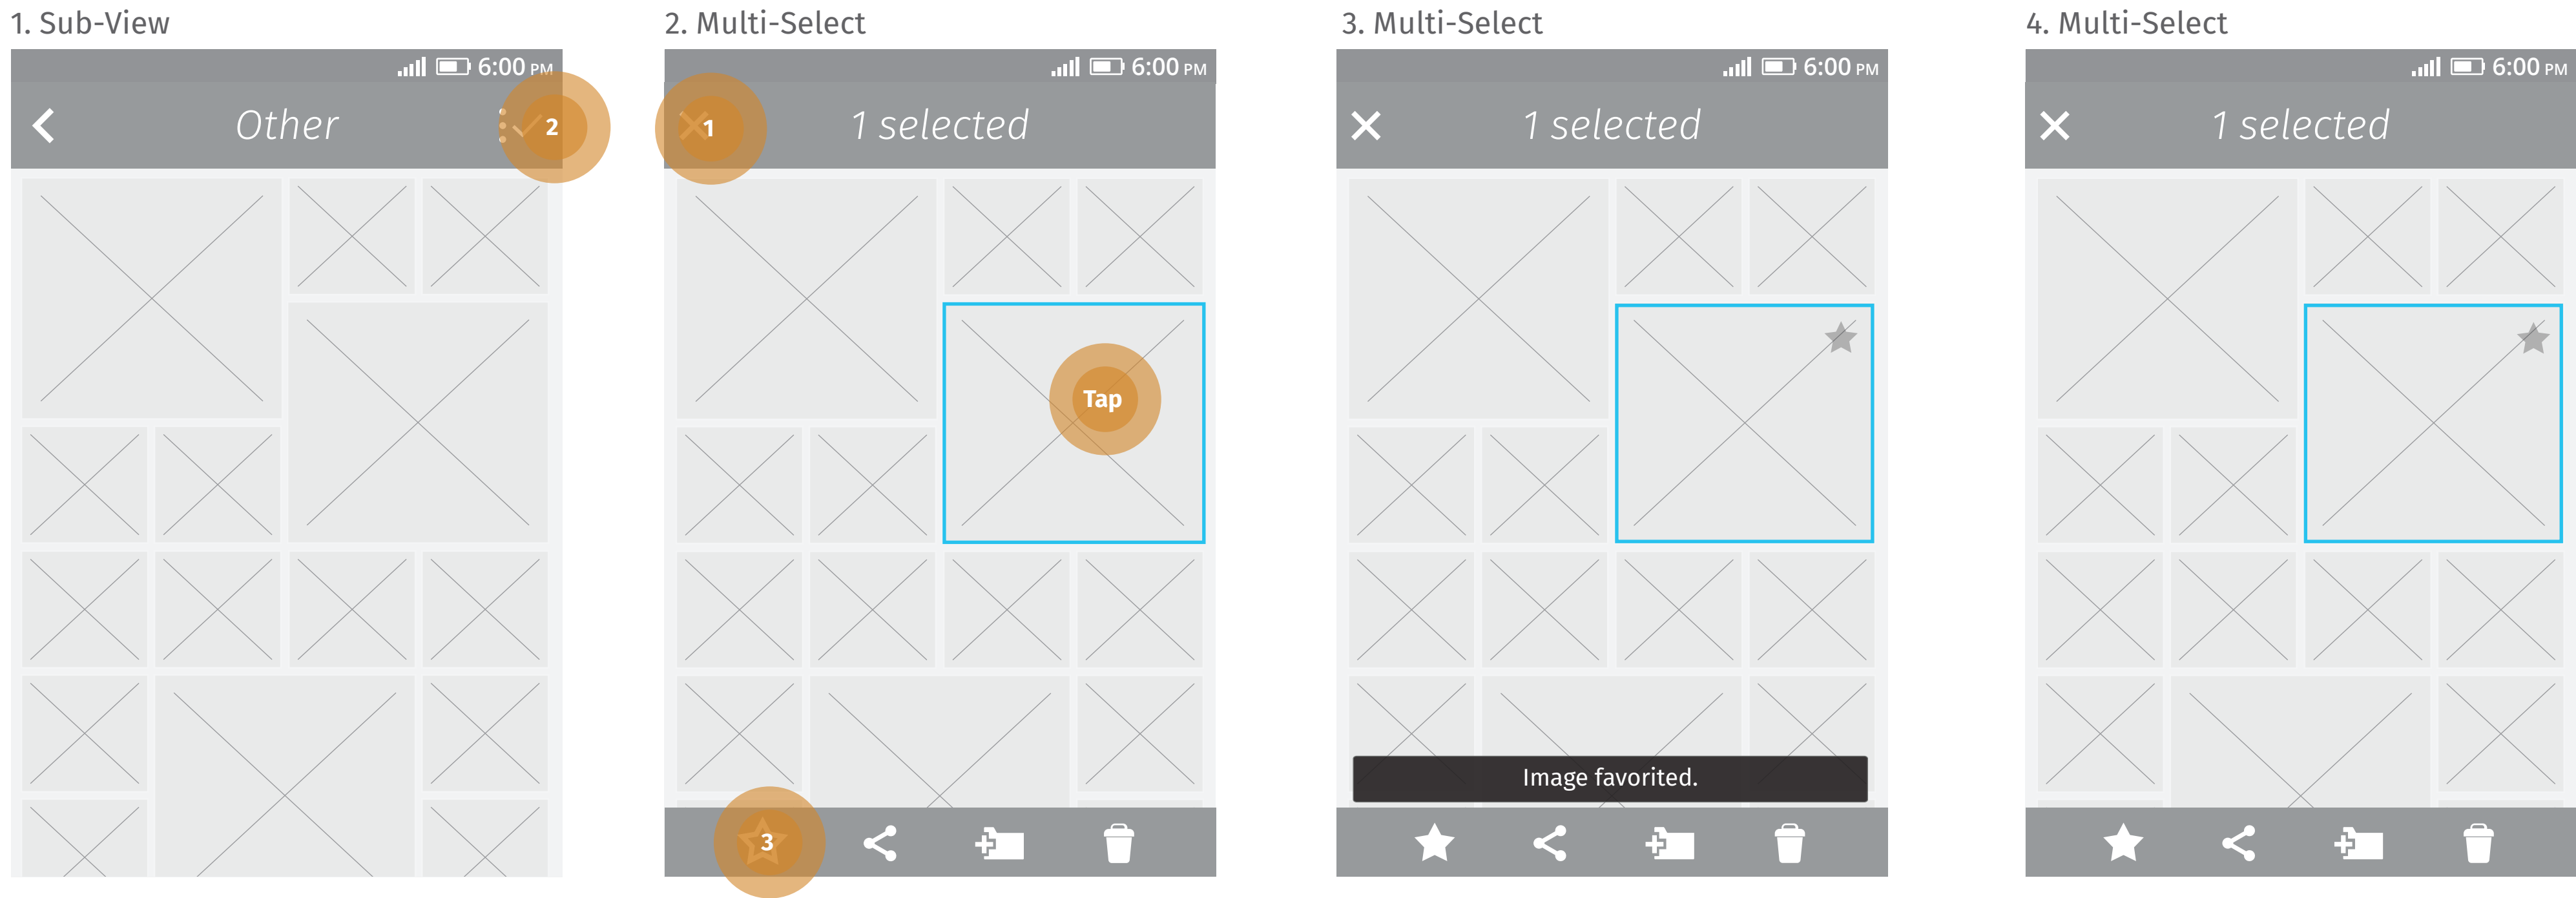 1. Sub-View
6:00 PM
Other
2
2. Multi-Select
6:00 PM
1
1 selected
Tap
3
3. Multi-Select
6:00 PM
1 selected
Image favorited.
4. Multi-Select
6:00 PM
1 selected